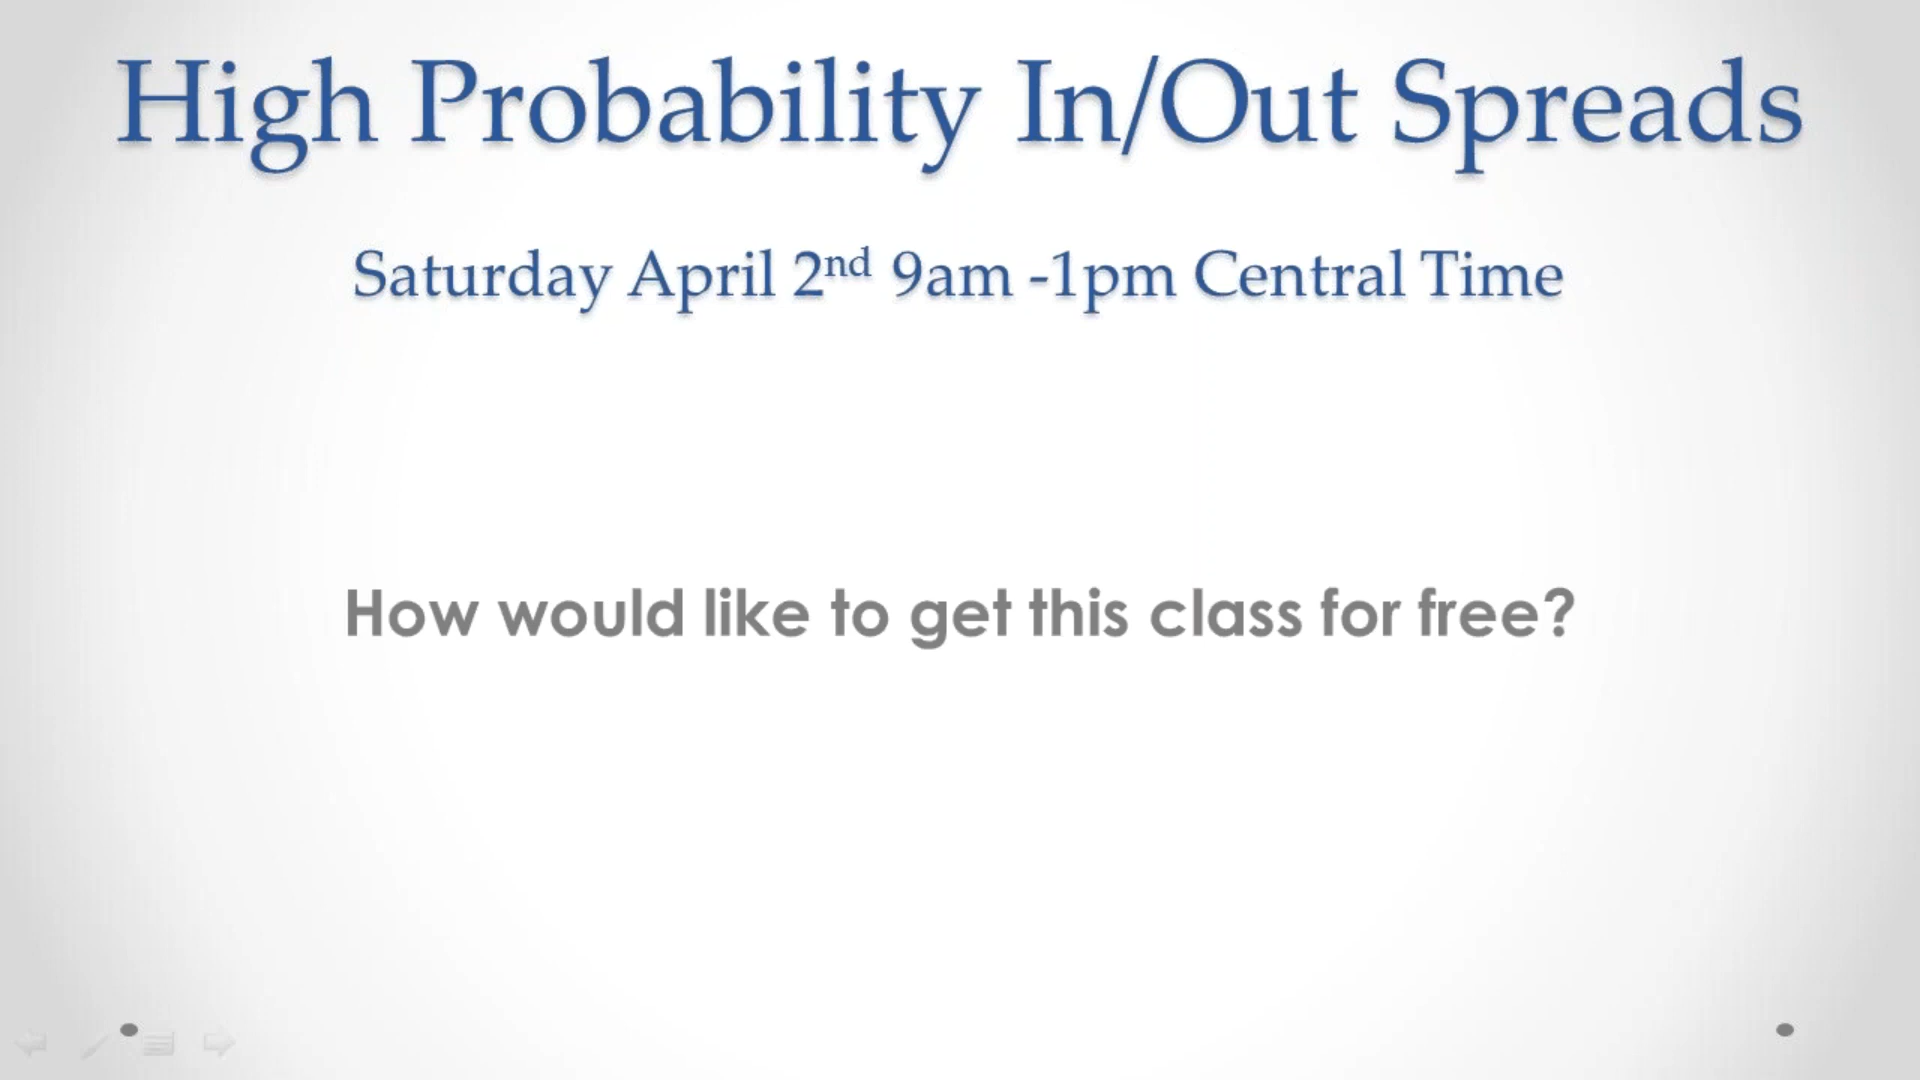 High Probability In/Out Spreads
Saturday April 2nd 9am -1pm Central Time
How would like to get this class for free?